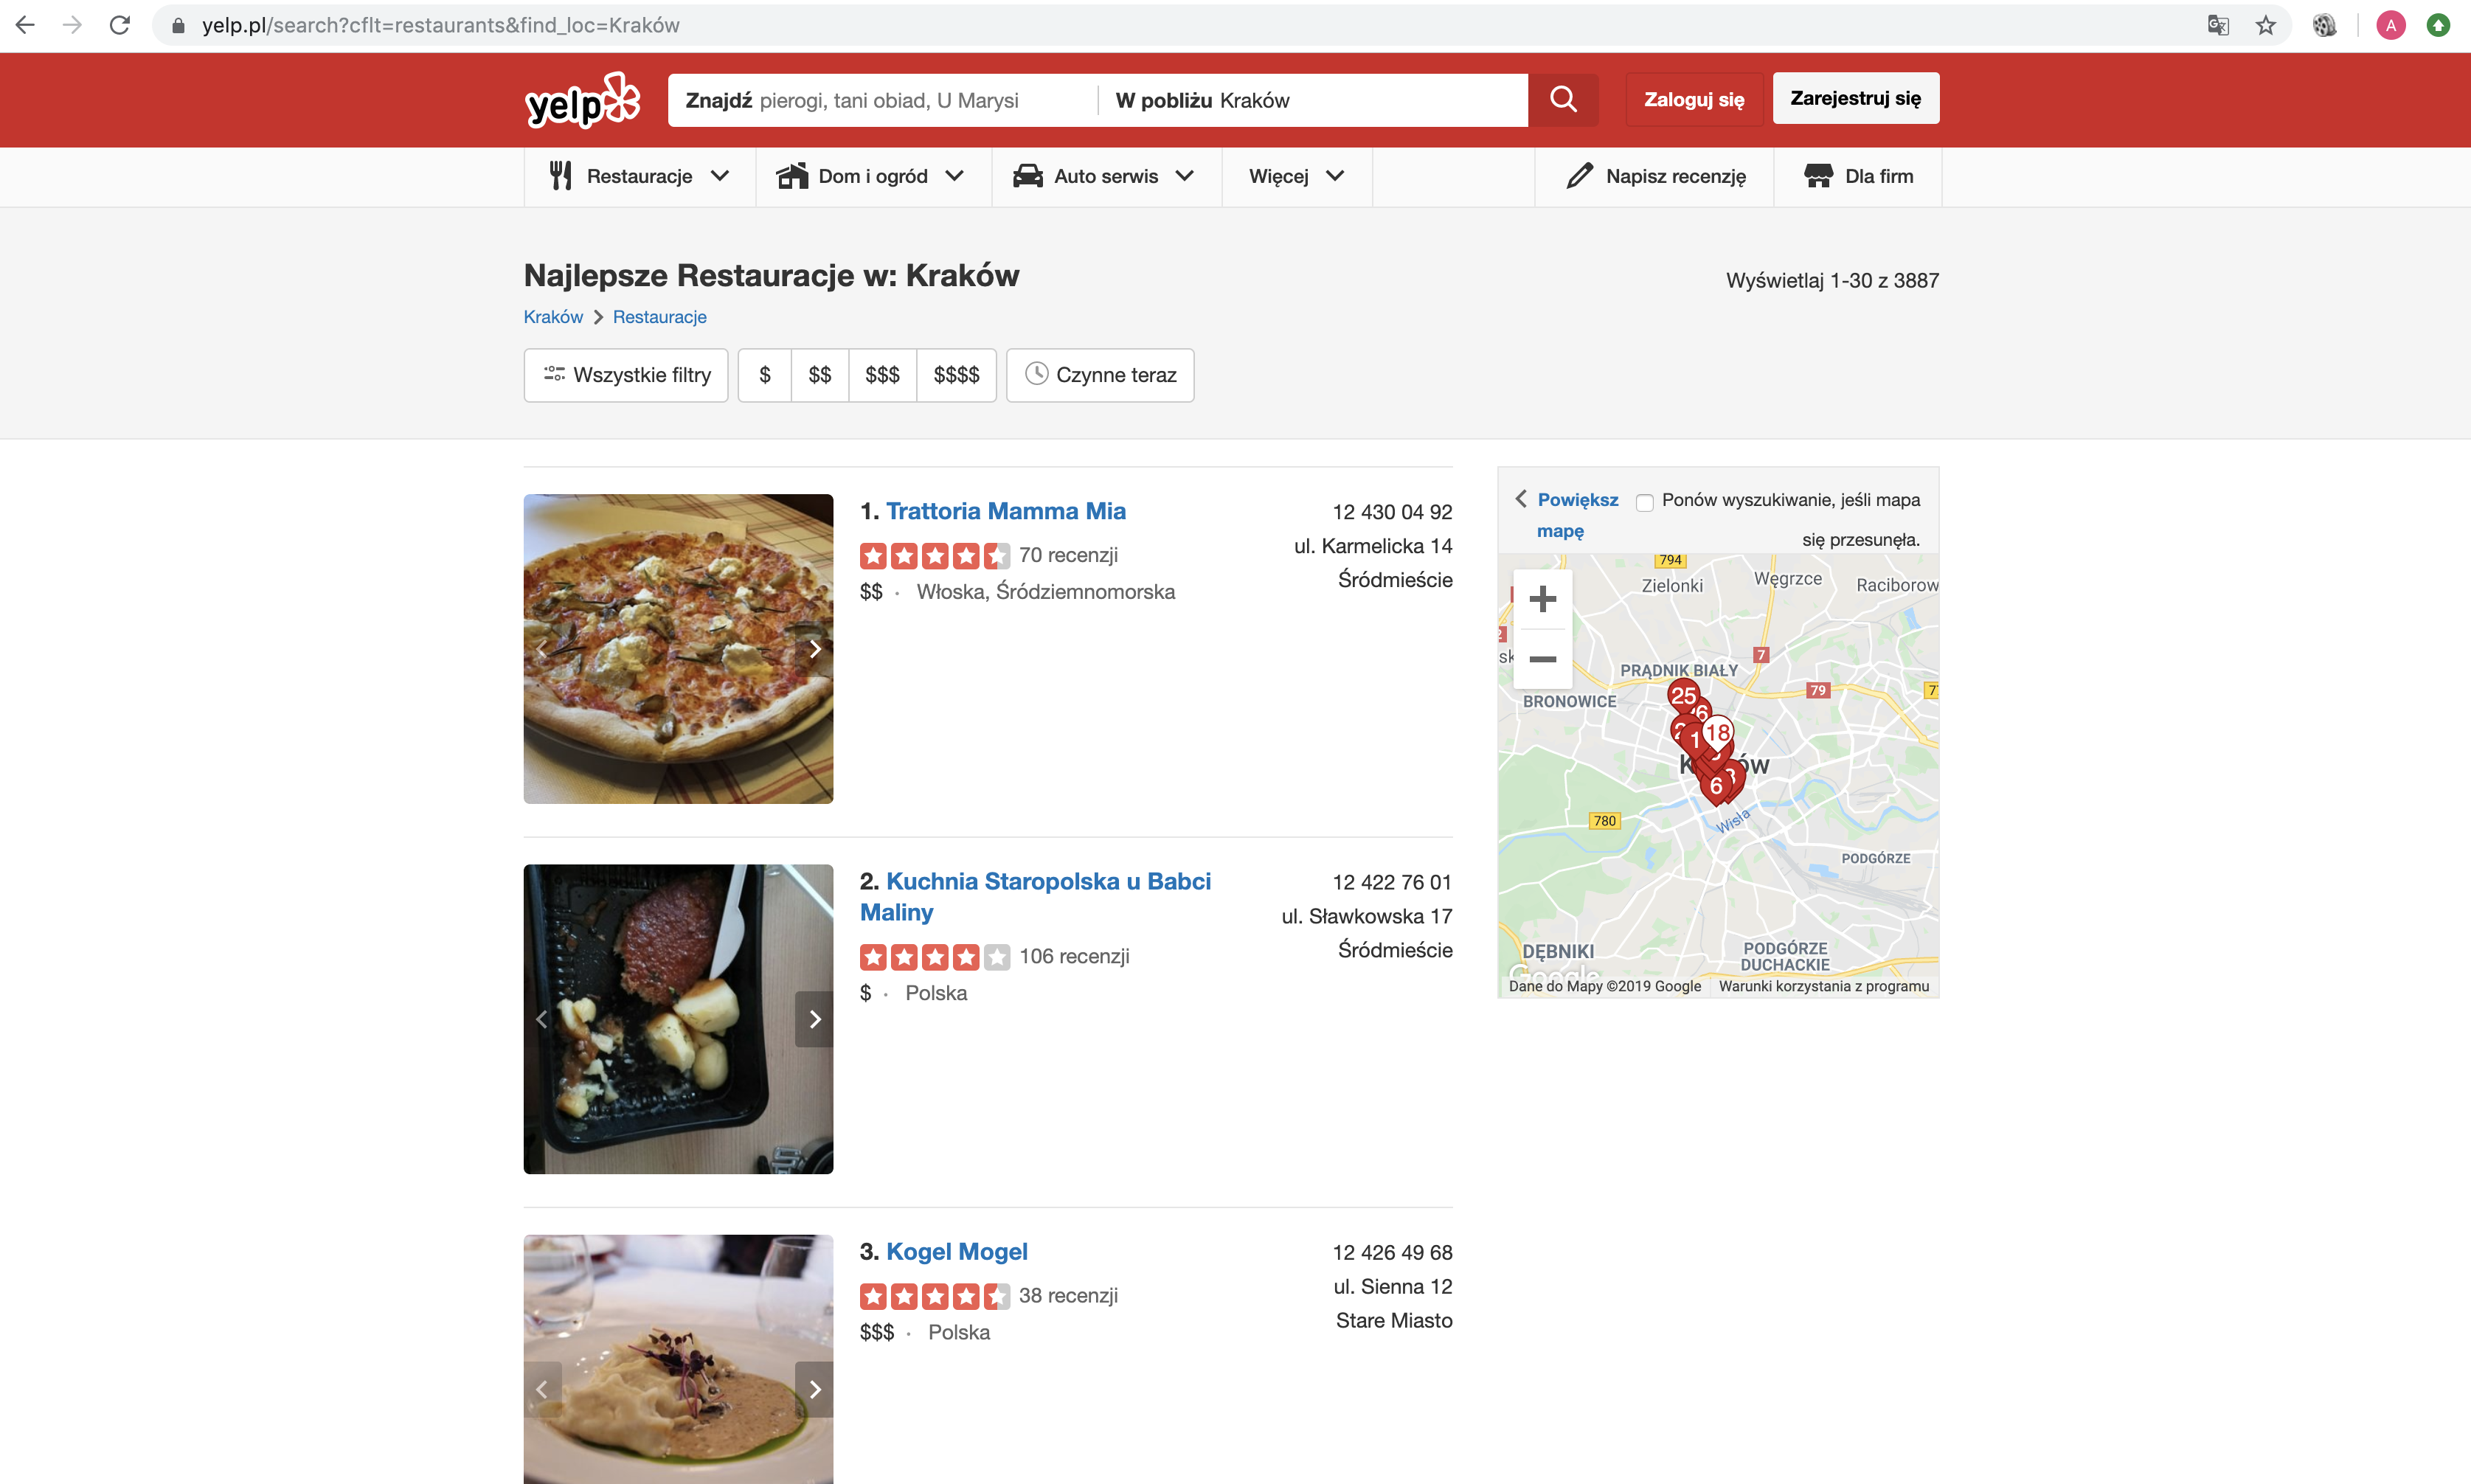 yelp.pl/search?cflt=restaurants&find_loc=Kraków
A
yelp
Znajdź pierogi, tani obiad, U Marysi
W pobliżu Kraków
Zaloguj się
Zarejestruj się
Restauracje
Dom i ogród
Auto serwis
Więcej
Napisz recenzję
Dla firm
Najlepsze Restauracje w: Kraków
Wyświetlaj 1-30 z 3887
Kraków
Restauracje
Wszystkie filtry
$
$$
$$$
$$$$
Czynne teraz
1. Trattoria Mamma Mia
70 recenzji
$$ · Włoska, Śródziemnomorska
12 430 04 92
ul. Karmelicka 14
Śródmieście
2. Kuchnia Staropolska u Babci
Maliny
106 recenzji
$ · Polska
12 422 76 01
ul. Sławkowska 17
Śródmieście
3. Kogel Mogel
38 recenzji
$$$ · Polska
12 426 49 68
ul. Sienna 12
Stare Miasto
Powiększ
mapę
Ponów wyszukiwanie, jeśli mapa
się przesunęła.
794
Zielonki
Węgrzce
Raciborow
7
PRĄDNIK BIAŁY
79
BRONOWICE
25
18
1
6
780
Wisła
PODGÓRZE
DĘBNIKI
PODGÓRZE
DUCHACKIE
Google
Dane do Mapy ©2019 Google
Warunki korzystania z programu